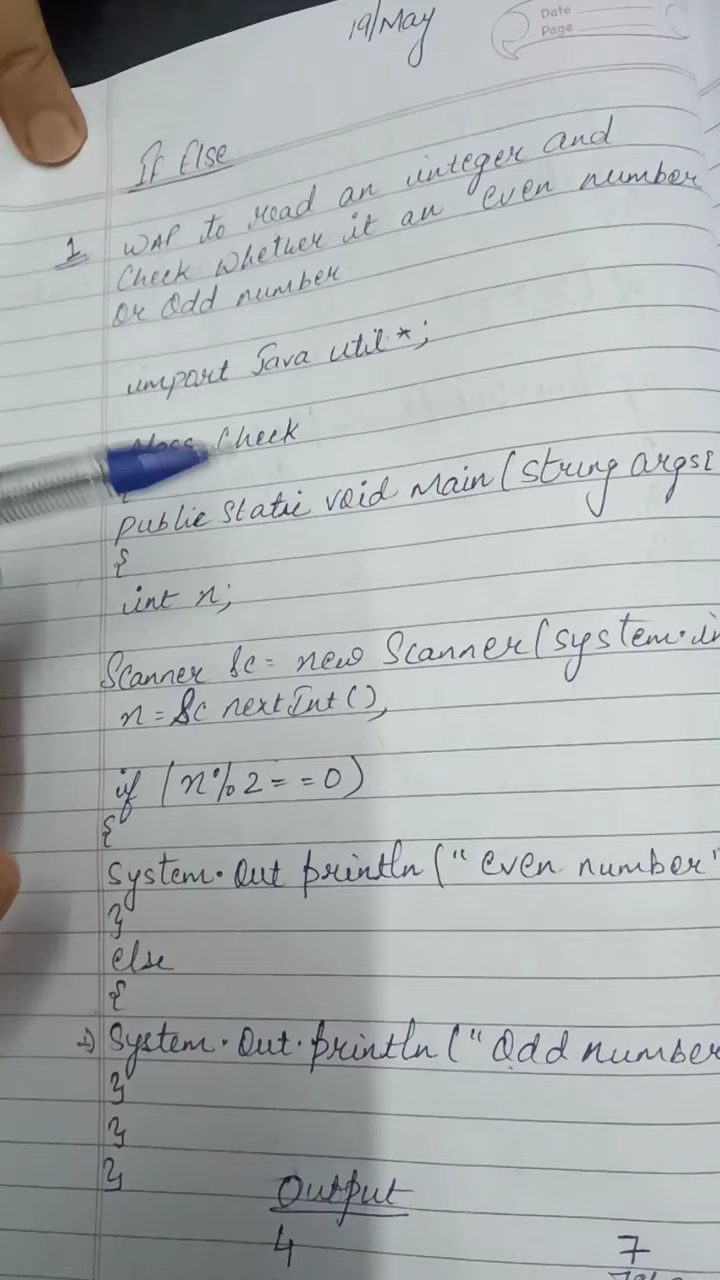 19/May
Date
Page
If Else
1 WAP to read an integer and
Check whether it an even number
or Odd number
import Java util *;
Class Check
{
public static void Main (String args[
{
int n;
Scanner Sc = new Scanner (System.in
n = Sc nextInt(),
if (n%2 = = 0)
{
System.Out println (" even number"
}
else
{
System.Out.println (" Odd number
}
}
}
Output
4 7